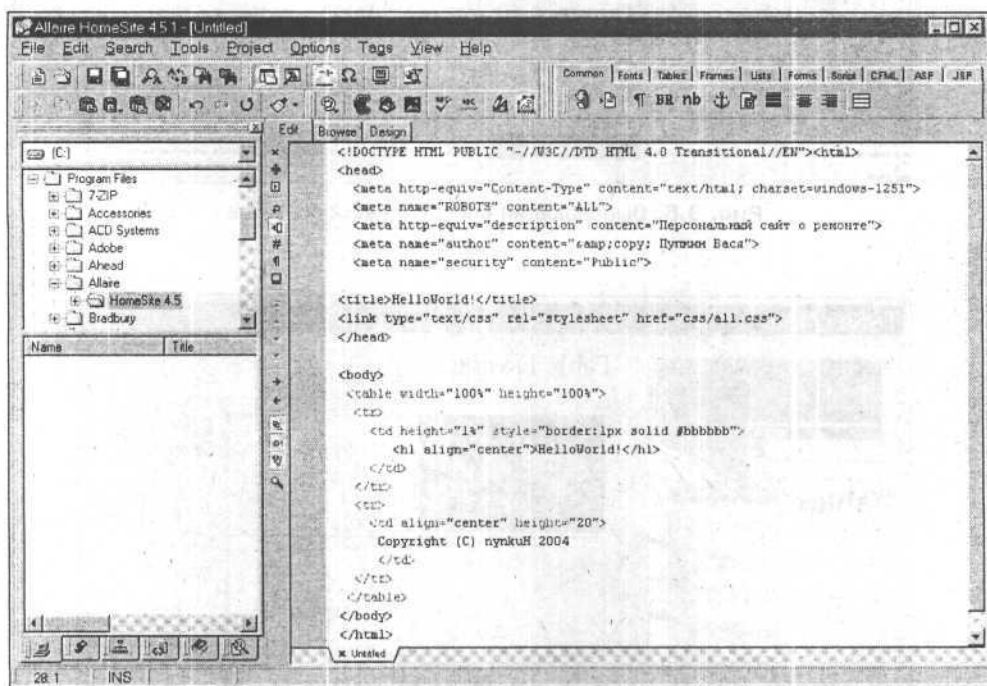 Allaire HomeSite 4.5.1 - [Untitled]
File Edit Search Tools Project Options Tags View Help
Common Fonts Tables Frames Lists Forms Script CFML ASP JSP
BR nb
Edit Browse Design
(C:)
Program Files
7-ZIP
Accessories
ACD Systems
Adobe
Ahead
Allaire
HomeSite 4.5
Bradbury
Name Title
<!DOCTYPE HTML PUBLIC "-//W3C//DTD HTML 4.0 Transitional//EN"><html>
<head>
<meta http-equiv="Content-Type" content="text/html; charset=windows-1251">
<meta name="ROBOTS" content="ALL">
<meta http-equiv="description" content="Персональный сайт о ремонте">
<meta name="author" content="&amp;copy; Пупкин Вася">
<meta name="security" content="Public">
<title>HelloWorld!</title>
<link type="text/css" rel="stylesheet" href="css/all.css">
</head>
<body>
<table width="100%" height="100%">
<tr>
<td height="1%" style="border:1px solid #bbbbbb">
<h1 align="center">HelloWorld!</h1>
</td>
</tr>
<tr>
<td align="center" height="20">
Copyright (C) nynkuH 2004
</td>
</tr>
</table>
</body>
</html>
Untitled
28:1 INS